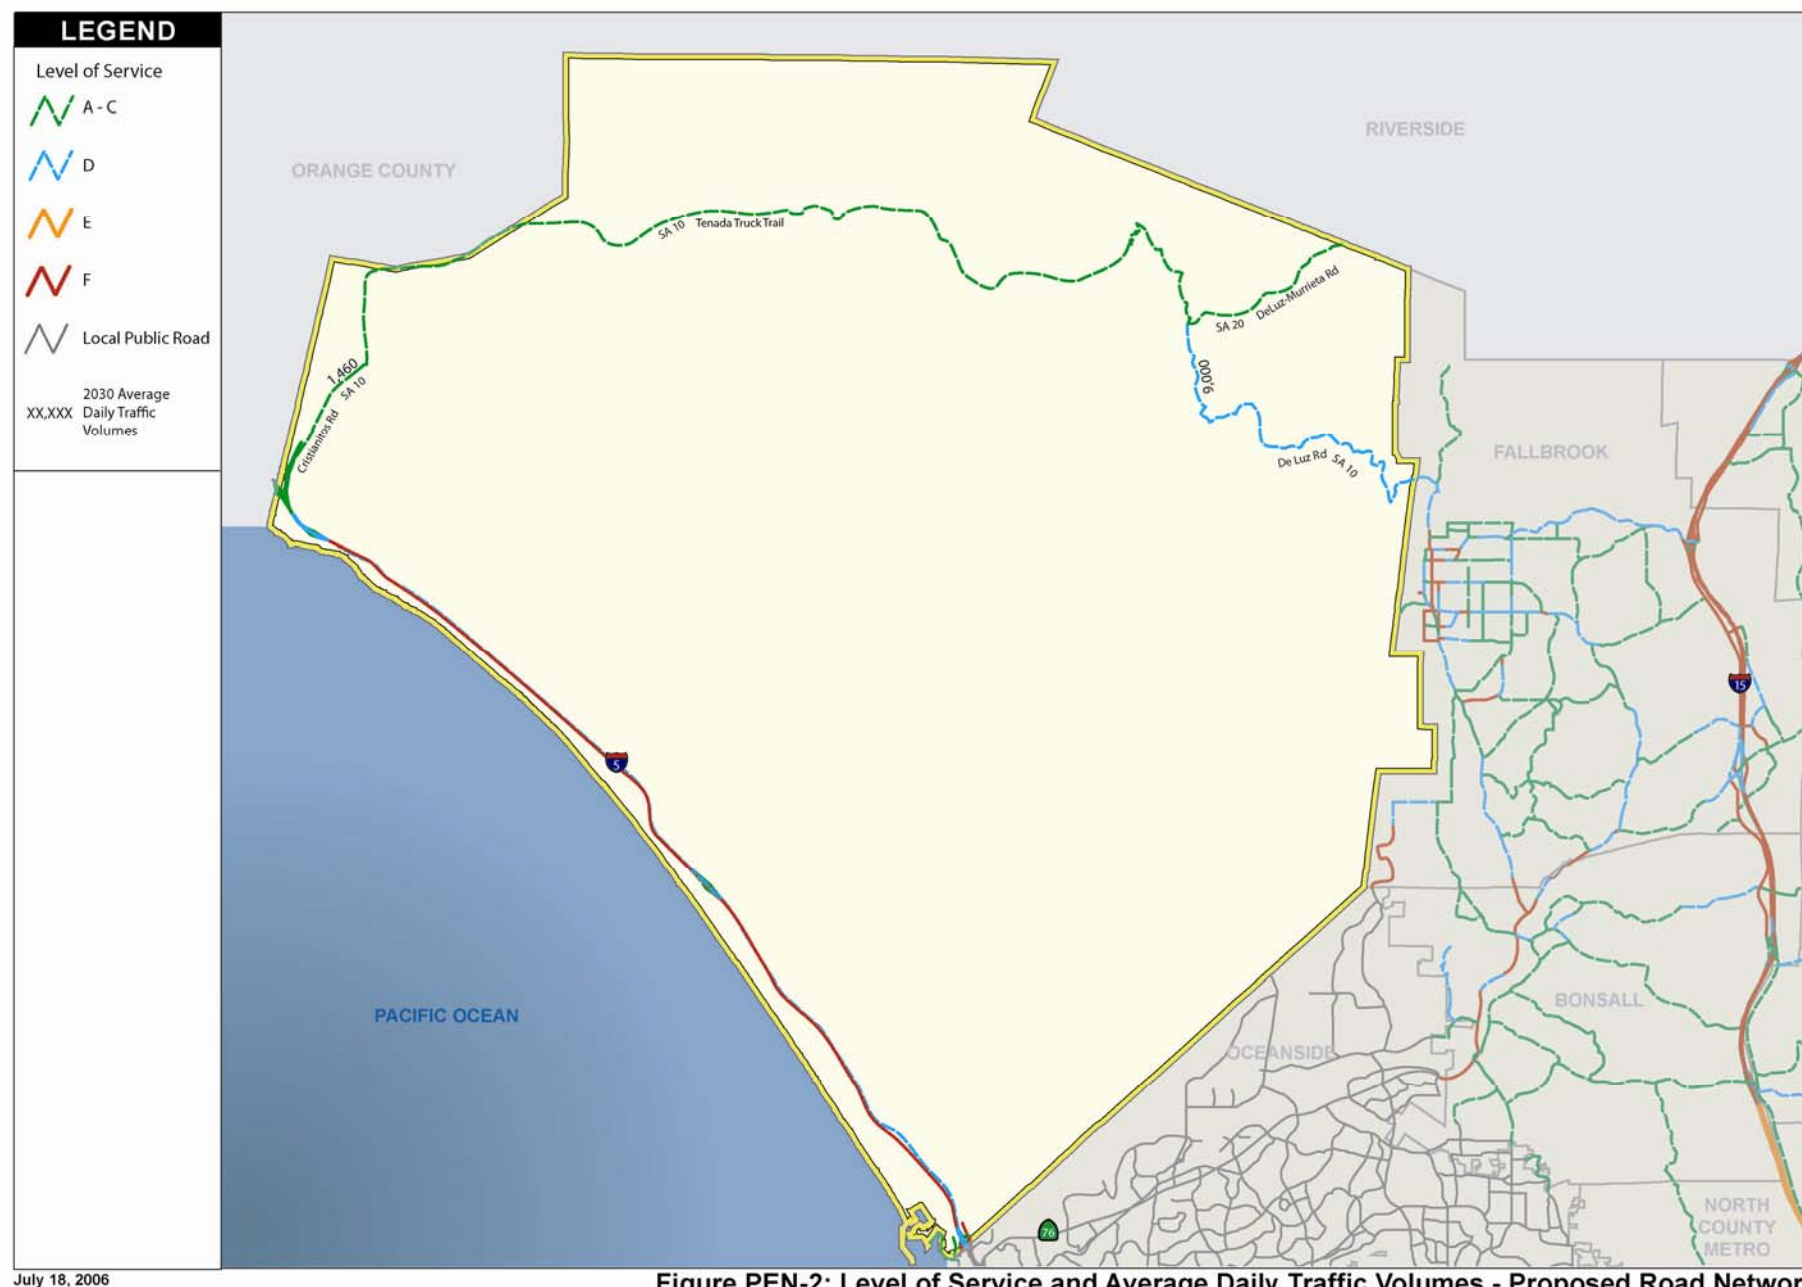 LEGEND
Level of Service
A - C
D
E
F
Local Public Road
XX,XXX
2030 Average
Daily Traffic
Volumes
RIVERSIDE
ORANGE COUNTY
SA 10
Tenada Truck Trail
DeLuz-Murrieta Rd
SA 20
1,460
SA 10
Cristianitos Rd
9,000
De Luz Rd
SA 10
FALLBROOK
15
5
PACIFIC OCEAN
BONSALL
OCEANSIDE
76
NORTH
COUNTY
METRO
July 18, 2006
Figure PEN-2: Level of Service and Average Daily Traffic Volumes - Proposed Road Networ